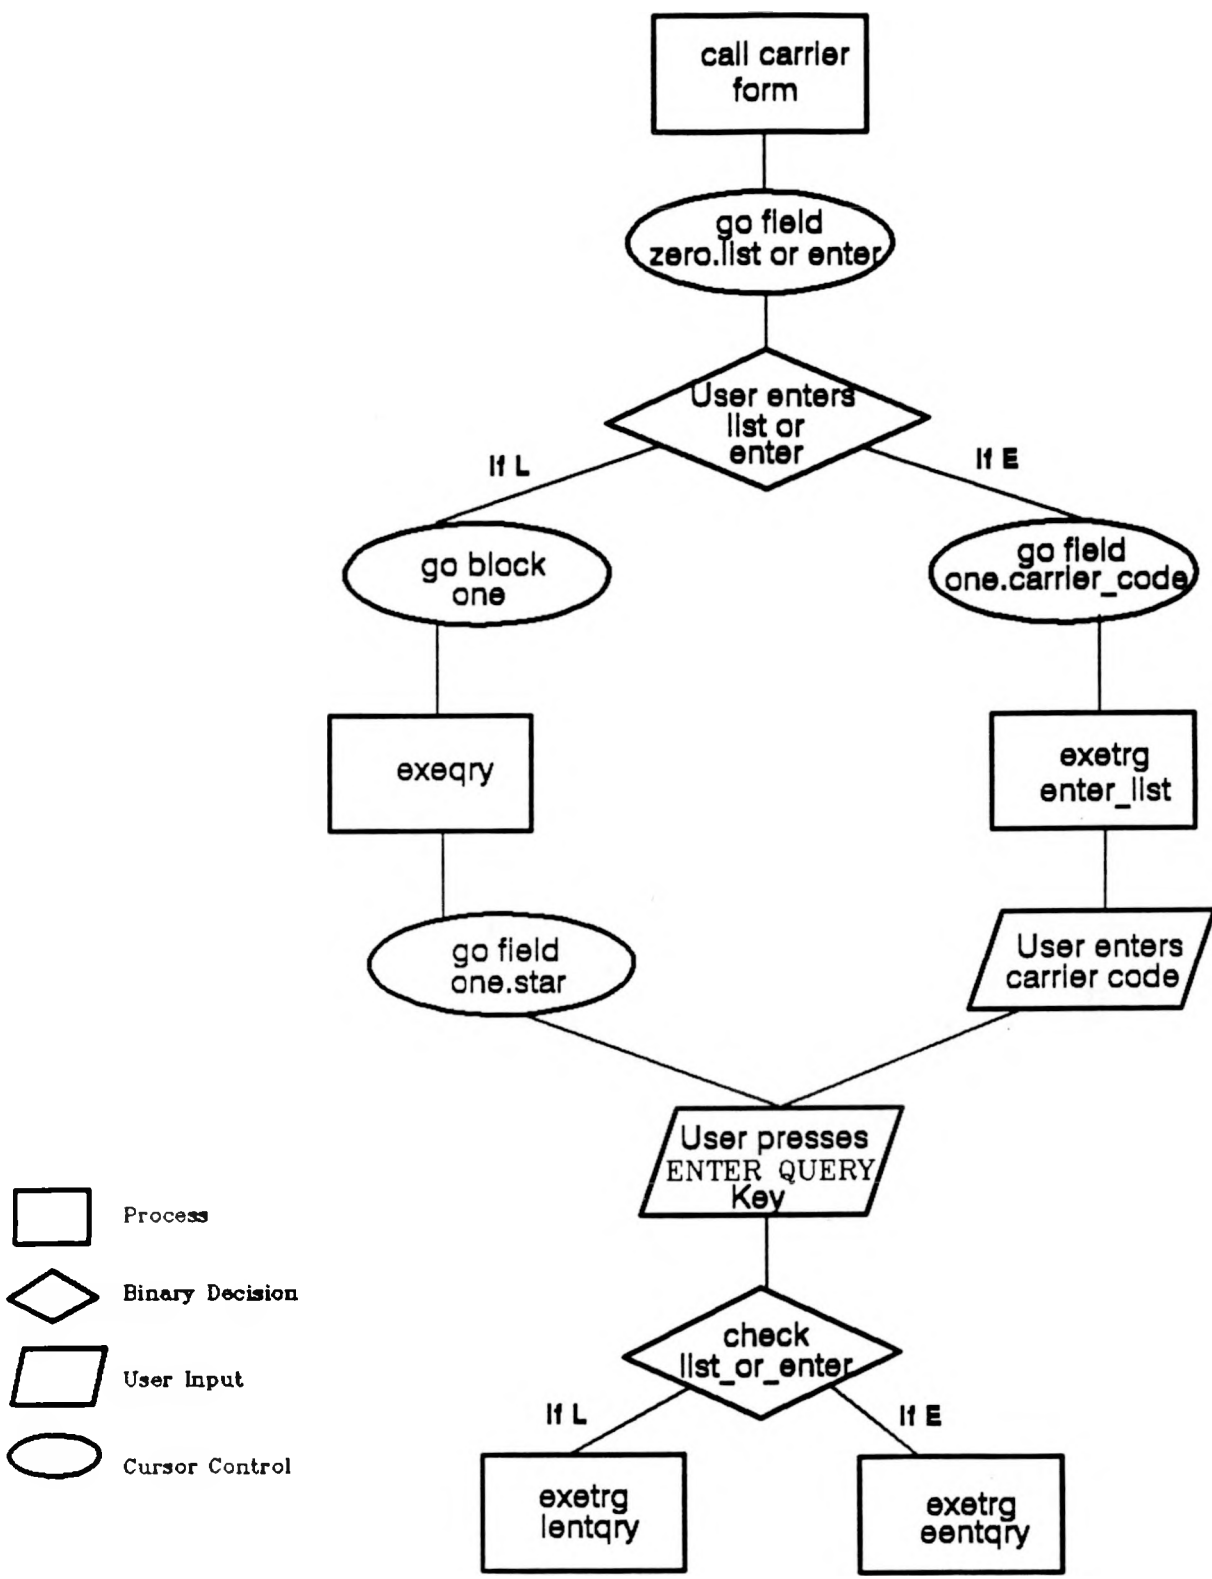 call carrier
form
go field
zero.list or enter
User enters
list or
enter
If L
If E
go block
one
go field
one.carrier_code
exeqry
exetrg
enter_list
go field
one.star
User enters
carrier code
User presses
ENTER QUERY
Key
Process
Binary Decision
User Input
Cursor Control
check
list_or_enter
If L
If E
exetrg
lentqry
exetrg
eentqry